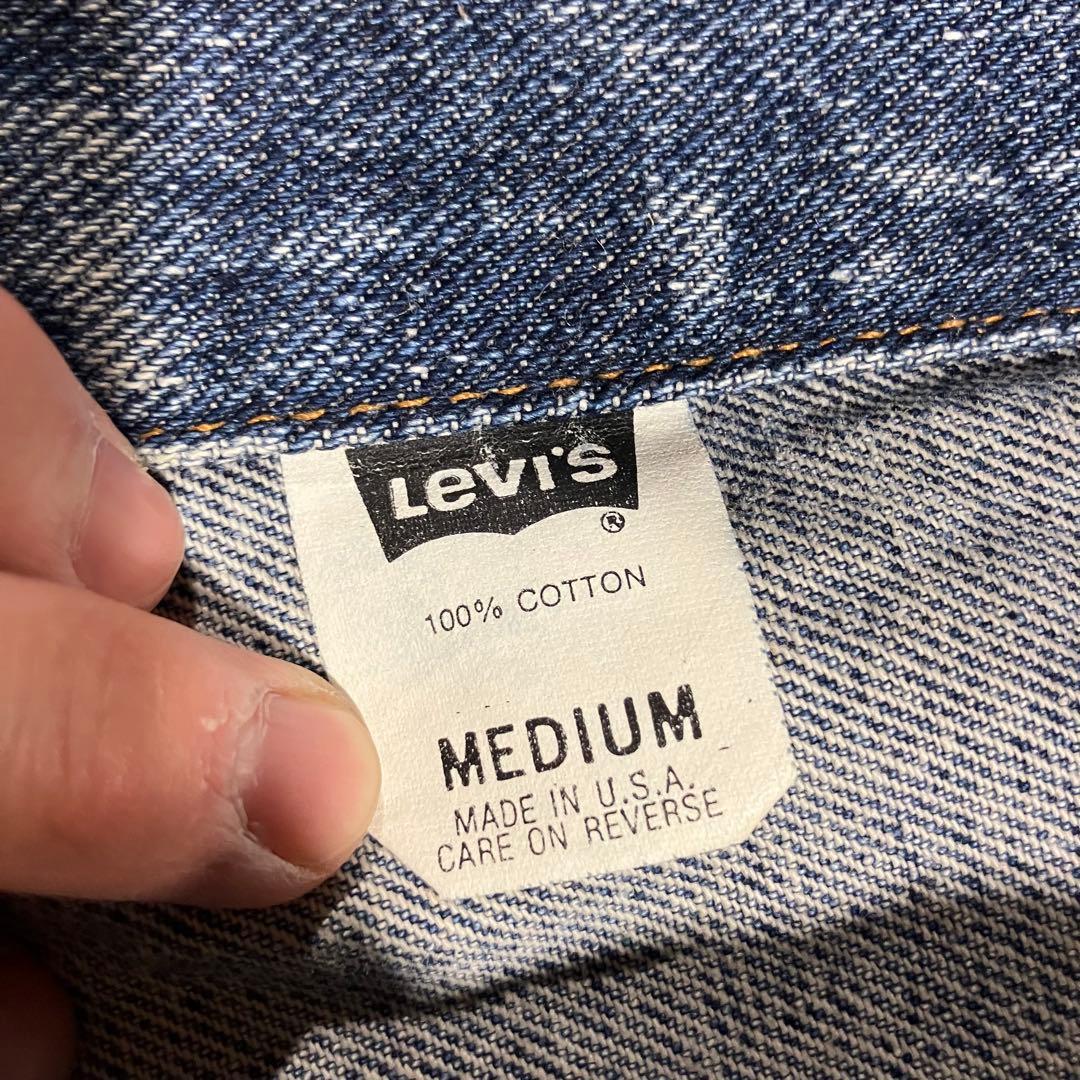 Levi's
®
100% COTTON
MEDIUM
MADE IN U.S.A.
CARE ON REVERSE